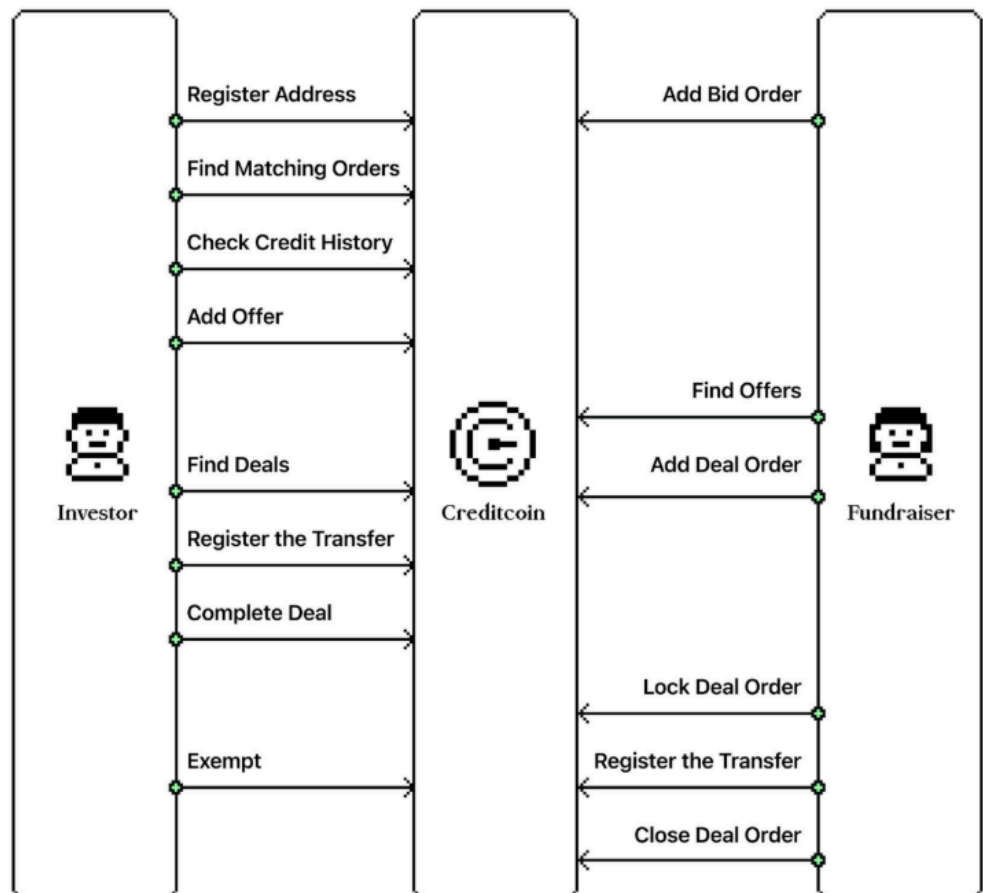 Register Address
Add Bid Order
Find Matching Orders
Check Credit History
Add Offer
Find Offers
Find Deals
Add Deal Order
Investor
Creditcoin
Fundraiser
Register the Transfer
Complete Deal
Lock Deal Order
Exempt
Register the Transfer
Close Deal Order